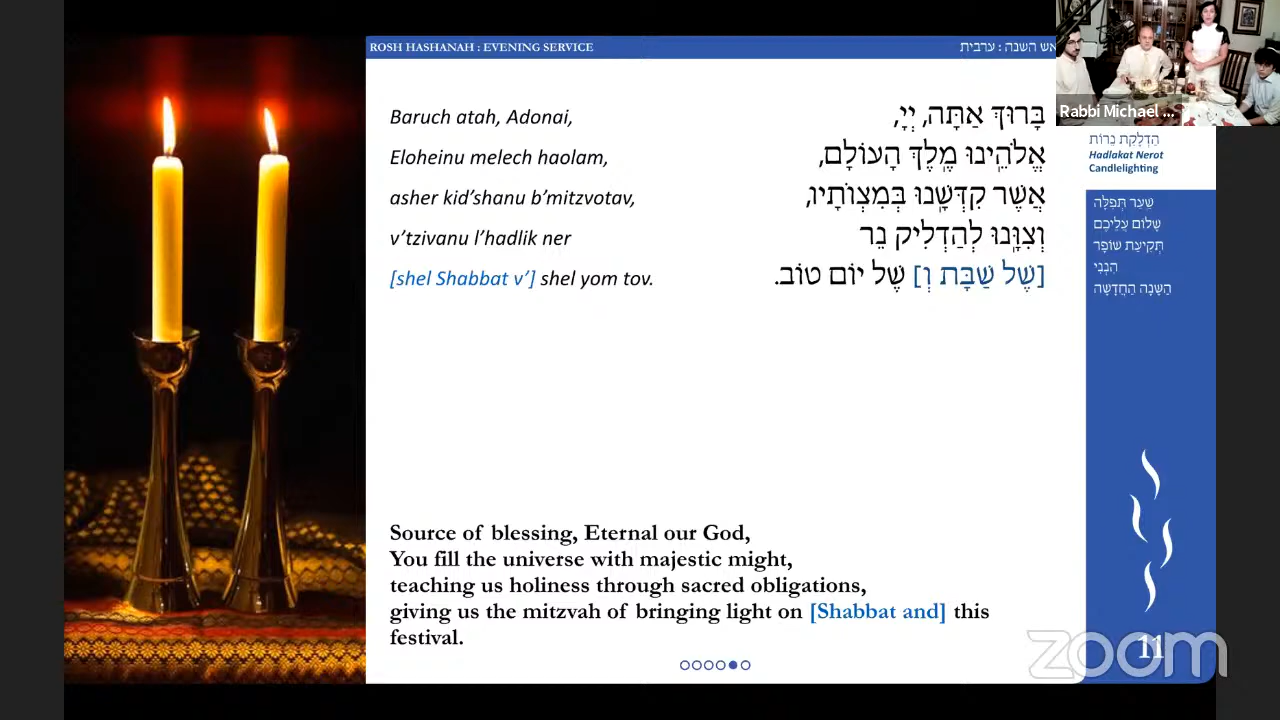 ROSH HASHANAH : EVENING SERVICE
אש השנה : ערבית
Rabbi Michael ...
Baruch atah, Adonai,
Eloheinu melech haolam,
asher kid’shanu b’mitzvotav,
v’tzivanu l’hadlik ner
[shel Shabbat v’] shel yom tov.
בָּרוּךְ אַתָּה, יְיָ,
אֱלֹהֵֽינוּ מֶֽלֶךְ הָעוֹלָם,
אֲשֶׁר קִדְּשָֽׁנוּ בְּמִצְוֹתָיו,
וְצִוָּֽנוּ לְהַדְלִיק נֵר
[שֶׁל שַׁבָּת וְ] שֶׁל יוֹם טוֹב.
הַדְלָקַת נֵרוֹת
Hadlakat Nerot
Candlelighting
שַׁעַר תְּפִלָּה
שָׁלוֹם עֲלֵיכֶם
תְּקִיעַת שׁוֹפָר
הִנְנִי
הַשָּׁנָה הַחֲדָשָׁה
Source of blessing, Eternal our God,
You fill the universe with majestic might,
teaching us holiness through sacred obligations,
giving us the mitzvah of bringing light on [Shabbat and] this
festival.
11
zoom